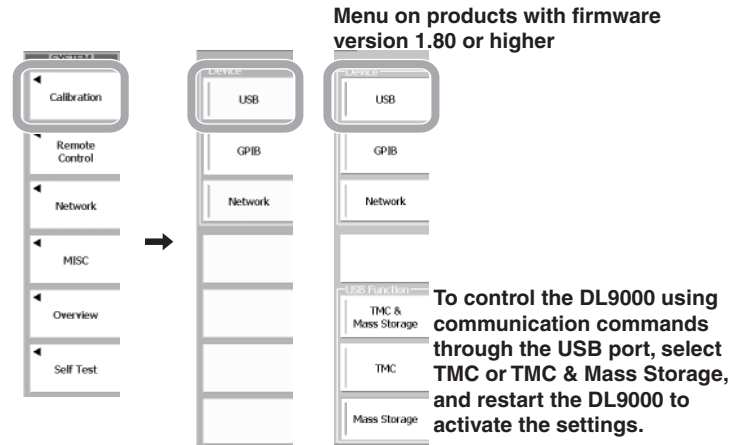 Menu on products with firmware
version 1.80 or higher
SYSTEM
Calibration
Remote
Control
Network
MISC
Overview
Self Test
Device
USB
GPIB
Network
Device
USB
GPIB
Network
USB Function
TMC &
Mass Storage
TMC
Mass Storage
To control the DL9000 using
communication commands
through the USB port, select
TMC or TMC & Mass Storage,
and restart the DL9000 to
activate the settings.